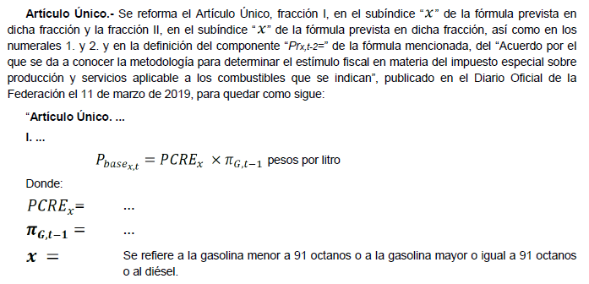 Artículo Único.- Se reforma el Artículo Único, fracción I, en el subíndice “x” de la fórmula prevista en
dicha fracción y la fracción II, en el subíndice “x” de la fórmula prevista en dicha fracción, así como en los
numerales 1. y 2. y en la definición del componente “Prx,t-2=” de la fórmula mencionada, del “Acuerdo por el
que se da a conocer la metodología para determinar el estímulo fiscal en materia del impuesto especial sobre
producción y servicios aplicable a los combustibles que se indican”, publicado en el Diario Oficial de la
Federación el 11 de marzo de 2019, para quedar como sigue:
“Artículo Único. ...
I. ...
P_{base_{x,t}} = PCRE_x × π_{G,t−1} pesos por litro
Donde:
PCRE_x= ...
π_{G,t−1} = ...
x = Se refiere a la gasolina menor a 91 octanos o a la gasolina mayor o igual a 91 octanos
o al diésel.